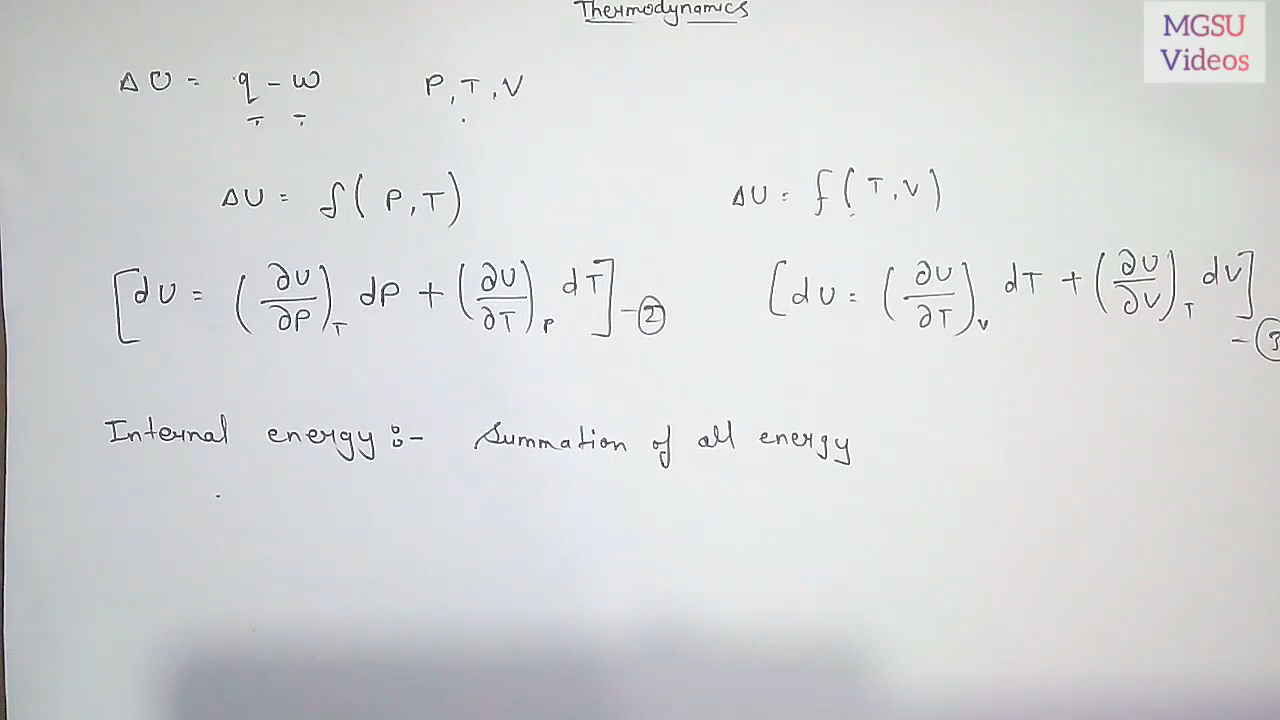 Thermodynamics
MGSU
Videos
ΔU = q - w
P, T, V
ΔU = f(P, T)
ΔU = f(T, V)
[dU = (∂U/∂P)_T dP + (∂U/∂T)_P dT] - ②
[dU = (∂U/∂T)_V dT + (∂U/∂V)_T dV]
- ③
Internal energy :- Summation of all energy